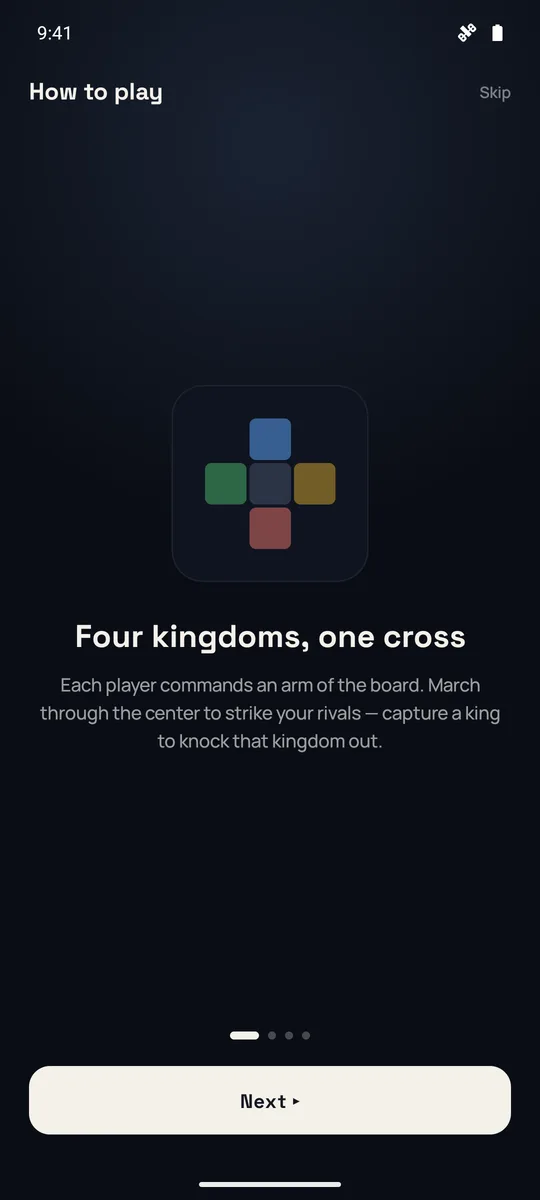 9:41
How to play
Skip
Four kingdoms, one cross
Each player commands an arm of the board. March
through the center to strike your rivals — capture a king
to knock that kingdom out.
Next ▸